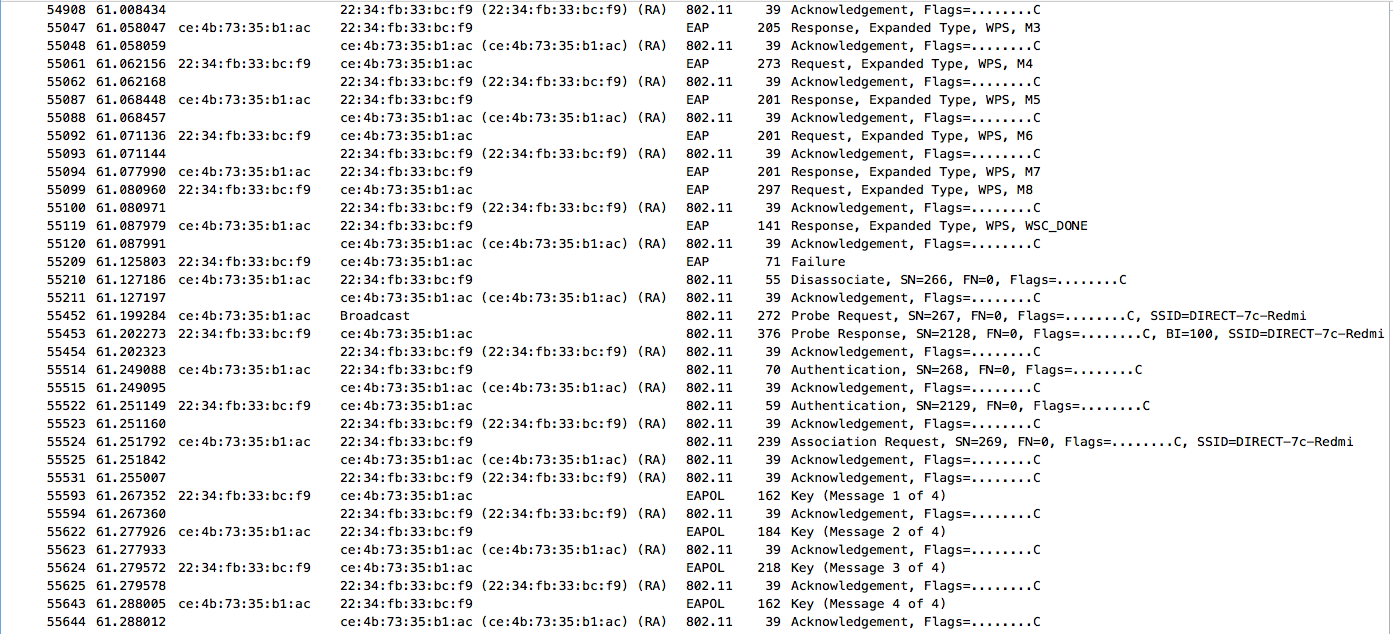 54908 61.008434 22:34:fb:33:bc:f9 (22:34:fb:33:bc:f9) (RA) 802.11 39 Acknowledgement, Flags=........C
55047 61.058047 ce:4b:73:35:b1:ac 22:34:fb:33:bc:f9 EAP 205 Response, Expanded Type, WPS, M3
55048 61.058059 ce:4b:73:35:b1:ac (ce:4b:73:35:b1:ac) (RA) 802.11 39 Acknowledgement, Flags=........C
55061 61.062156 22:34:fb:33:bc:f9 ce:4b:73:35:b1:ac EAP 273 Request, Expanded Type, WPS, M4
55062 61.062168 22:34:fb:33:bc:f9 (22:34:fb:33:bc:f9) (RA) 802.11 39 Acknowledgement, Flags=........C
55087 61.068448 ce:4b:73:35:b1:ac 22:34:fb:33:bc:f9 EAP 201 Response, Expanded Type, WPS, M5
55088 61.068457 ce:4b:73:35:b1:ac (ce:4b:73:35:b1:ac) (RA) 802.11 39 Acknowledgement, Flags=........C
55092 61.071136 22:34:fb:33:bc:f9 ce:4b:73:35:b1:ac EAP 201 Request, Expanded Type, WPS, M6
55093 61.071144 22:34:fb:33:bc:f9 (22:34:fb:33:bc:f9) (RA) 802.11 39 Acknowledgement, Flags=........C
55094 61.077990 ce:4b:73:35:b1:ac 22:34:fb:33:bc:f9 EAP 201 Response, Expanded Type, WPS, M7
55099 61.080960 22:34:fb:33:bc:f9 ce:4b:73:35:b1:ac EAP 297 Request, Expanded Type, WPS, M8
55100 61.080971 22:34:fb:33:bc:f9 (22:34:fb:33:bc:f9) (RA) 802.11 39 Acknowledgement, Flags=........C
55119 61.087979 ce:4b:73:35:b1:ac 22:34:fb:33:bc:f9 EAP 141 Response, Expanded Type, WPS, WSC_DONE
55120 61.087991 ce:4b:73:35:b1:ac (ce:4b:73:35:b1:ac) (RA) 802.11 39 Acknowledgement, Flags=........C
55209 61.125803 22:34:fb:33:bc:f9 ce:4b:73:35:b1:ac EAP 71 Failure
55210 61.127186 ce:4b:73:35:b1:ac 22:34:fb:33:bc:f9 802.11 55 Disassociate, SN=266, FN=0, Flags=........C
55211 61.127197 ce:4b:73:35:b1:ac (ce:4b:73:35:b1:ac) (RA) 802.11 39 Acknowledgement, Flags=........C
55452 61.199284 ce:4b:73:35:b1:ac Broadcast 802.11 272 Probe Request, SN=267, FN=0, Flags=........C, SSID=DIRECT-7c-Redmi
55453 61.202273 22:34:fb:33:bc:f9 ce:4b:73:35:b1:ac 802.11 376 Probe Response, SN=2128, FN=0, Flags=........C, BI=100, SSID=DIRECT-7c-Redmi
55454 61.202323 22:34:fb:33:bc:f9 (22:34:fb:33:bc:f9) (RA) 802.11 39 Acknowledgement, Flags=........C
55514 61.249088 ce:4b:73:35:b1:ac 22:34:fb:33:bc:f9 802.11 70 Authentication, SN=268, FN=0, Flags=........C
55515 61.249095 ce:4b:73:35:b1:ac (ce:4b:73:35:b1:ac) (RA) 802.11 39 Acknowledgement, Flags=........C
55522 61.251149 22:34:fb:33:bc:f9 ce:4b:73:35:b1:ac 802.11 59 Authentication, SN=2129, FN=0, Flags=........C
55523 61.251160 22:34:fb:33:bc:f9 (22:34:fb:33:bc:f9) (RA) 802.11 39 Acknowledgement, Flags=........C
55524 61.251792 ce:4b:73:35:b1:ac 22:34:fb:33:bc:f9 802.11 239 Association Request, SN=269, FN=0, Flags=........C, SSID=DIRECT-7c-Redmi
55525 61.251842 ce:4b:73:35:b1:ac (ce:4b:73:35:b1:ac) (RA) 802.11 39 Acknowledgement, Flags=........C
55531 61.255007 22:34:fb:33:bc:f9 (22:34:fb:33:bc:f9) (RA) 802.11 39 Acknowledgement, Flags=........C
55593 61.267352 22:34:fb:33:bc:f9 ce:4b:73:35:b1:ac EAPOL 162 Key (Message 1 of 4)
55594 61.267360 22:34:fb:33:bc:f9 (22:34:fb:33:bc:f9) (RA) 802.11 39 Acknowledgement, Flags=........C
55622 61.277926 ce:4b:73:35:b1:ac 22:34:fb:33:bc:f9 EAPOL 184 Key (Message 2 of 4)
55623 61.277933 ce:4b:73:35:b1:ac (ce:4b:73:35:b1:ac) (RA) 802.11 39 Acknowledgement, Flags=........C
55624 61.279572 22:34:fb:33:bc:f9 ce:4b:73:35:b1:ac EAPOL 218 Key (Message 3 of 4)
55625 61.279578 22:34:fb:33:bc:f9 (22:34:fb:33:bc:f9) (RA) 802.11 39 Acknowledgement, Flags=........C
55643 61.288005 ce:4b:73:35:b1:ac 22:34:fb:33:bc:f9 EAPOL 162 Key (Message 4 of 4)
55644 61.288012 ce:4b:73:35:b1:ac (ce:4b:73:35:b1:ac) (RA) 802.11 39 Acknowledgement, Flags=........C